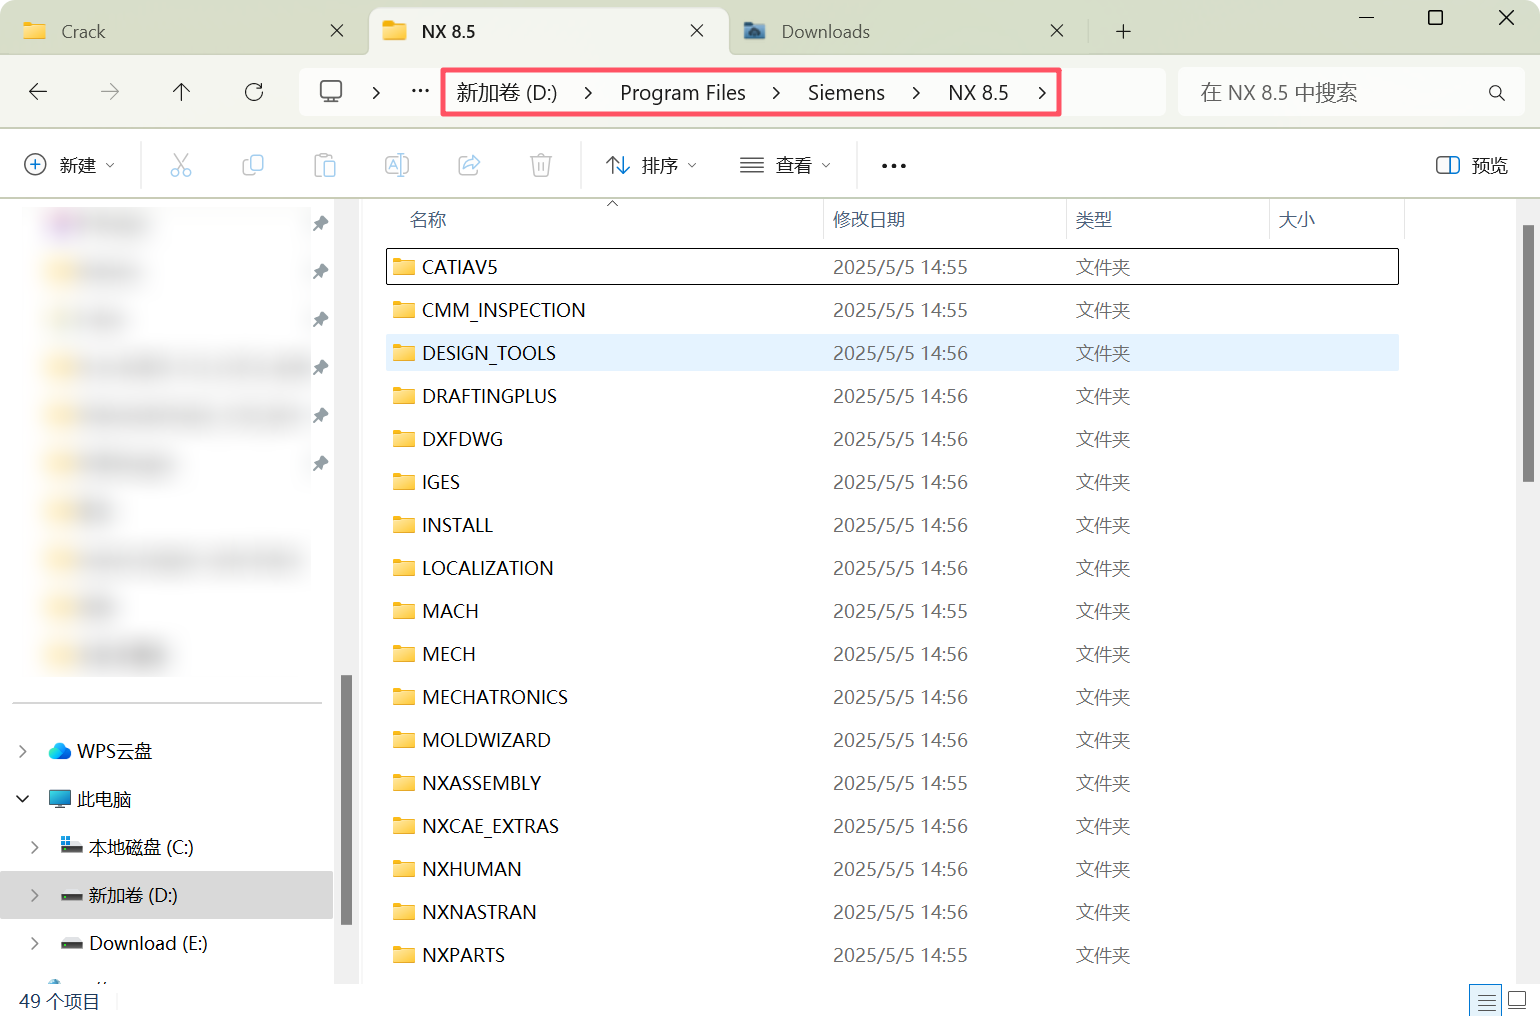 Crack
NX 8.5
Downloads
新加卷 (D:) > Program Files > Siemens > NX 8.5 >
在 NX 8.5 中搜索
新建
排序
查看
预览
名称 修改日期 类型 大小
CATIAV5 2025/5/5 14:55 文件夹
CMM_INSPECTION 2025/5/5 14:55 文件夹
DESIGN_TOOLS 2025/5/5 14:56 文件夹
DRAFTINGPLUS 2025/5/5 14:56 文件夹
DXFDWG 2025/5/5 14:56 文件夹
IGES 2025/5/5 14:56 文件夹
INSTALL 2025/5/5 14:56 文件夹
LOCALIZATION 2025/5/5 14:56 文件夹
MACH 2025/5/5 14:55 文件夹
MECH 2025/5/5 14:56 文件夹
MECHATRONICS 2025/5/5 14:56 文件夹
MOLDWIZARD 2025/5/5 14:56 文件夹
NXASSEMBLY 2025/5/5 14:55 文件夹
NXCAE_EXTRAS 2025/5/5 14:56 文件夹
NXHUMAN 2025/5/5 14:56 文件夹
NXNASTRAN 2025/5/5 14:56 文件夹
NXPARTS 2025/5/5 14:55 文件夹
WPS云盘
此电脑
本地磁盘 (C:)
新加卷 (D:)
Download (E:)
49 个项目